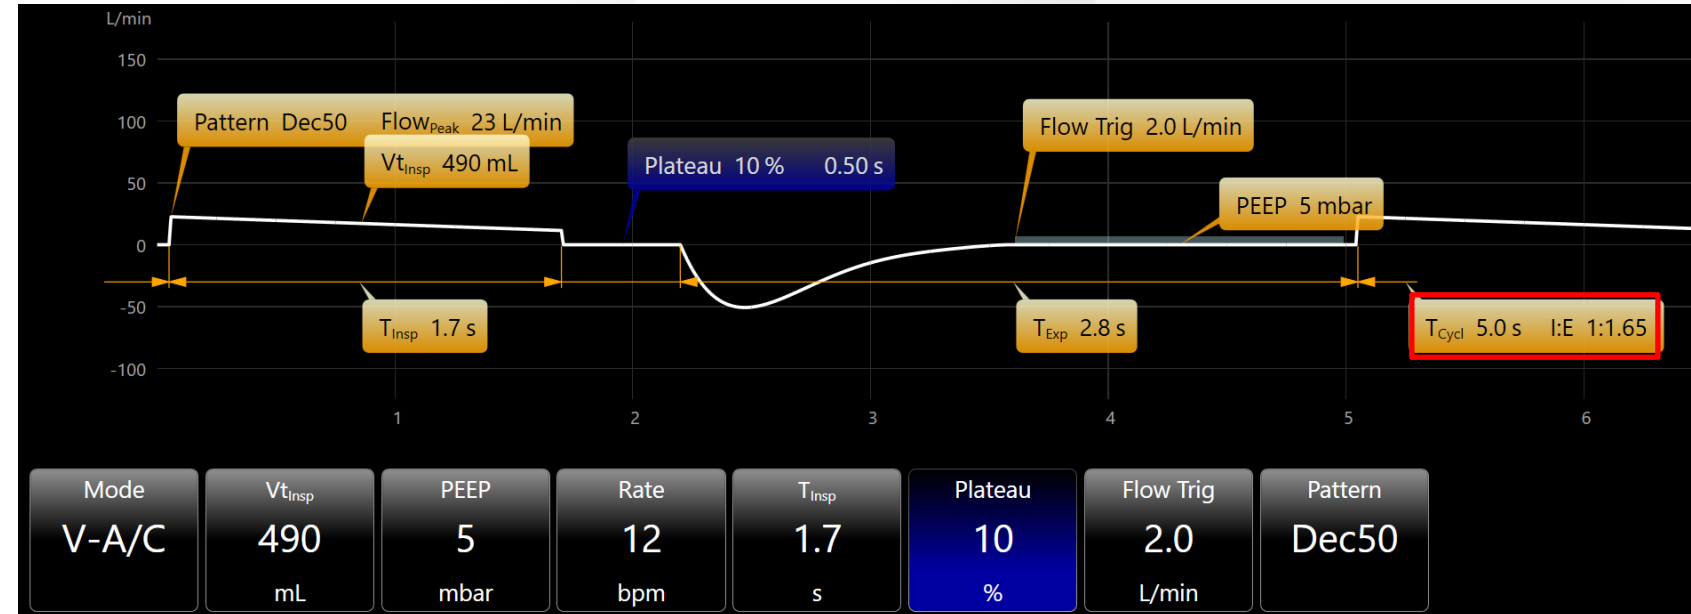 L/min
150
100
50
0
-50
-100
Pattern Dec50 FlowPeak 23 L/min
VtInsp 490 mL
Plateau 10 % 0.50 s
Flow Trig 2.0 L/min
PEEP 5 mbar
TInsp 1.7 s
TExp 2.8 s
TCycl 5.0 s I:E 1:1.65
1 2 3 4 5 6
Mode
V-A/C
VtInsp
490
mL
PEEP
5
mbar
Rate
12
bpm
TInsp
1.7
s
Plateau
10
%
Flow Trig
2.0
L/min
Pattern
Dec50